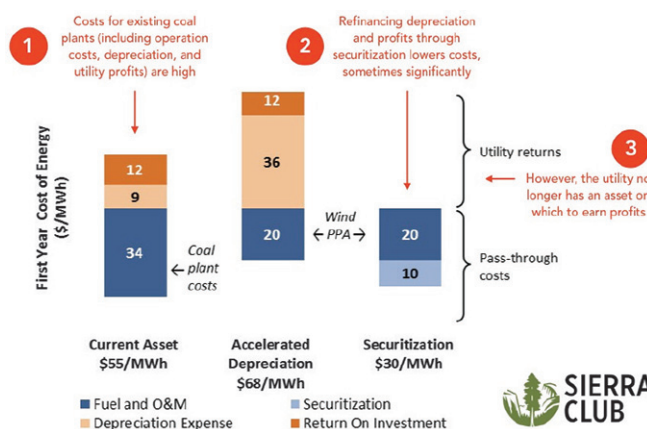 1
Costs for existing coal
plants (including operation
costs, depreciation, and
utility profits) are high
2
Refinancing depreciation
and profits through
securitization lowers costs,
sometimes significantly
3
However, the utility no
longer has an asset on
which to earn profits
First Year Cost of Energy
($/MWh)
12
9
34
Coal
plant
costs
12
36
20
Wind
PPA
20
10
Utility returns
Pass-through
costs
Current Asset
$55/MWh
Accelerated
Depreciation
$68/MWh
Securitization
$30/MWh
Fuel and O&M
Securitization
Depreciation Expense
Return On Investment
SIERRA
CLUB